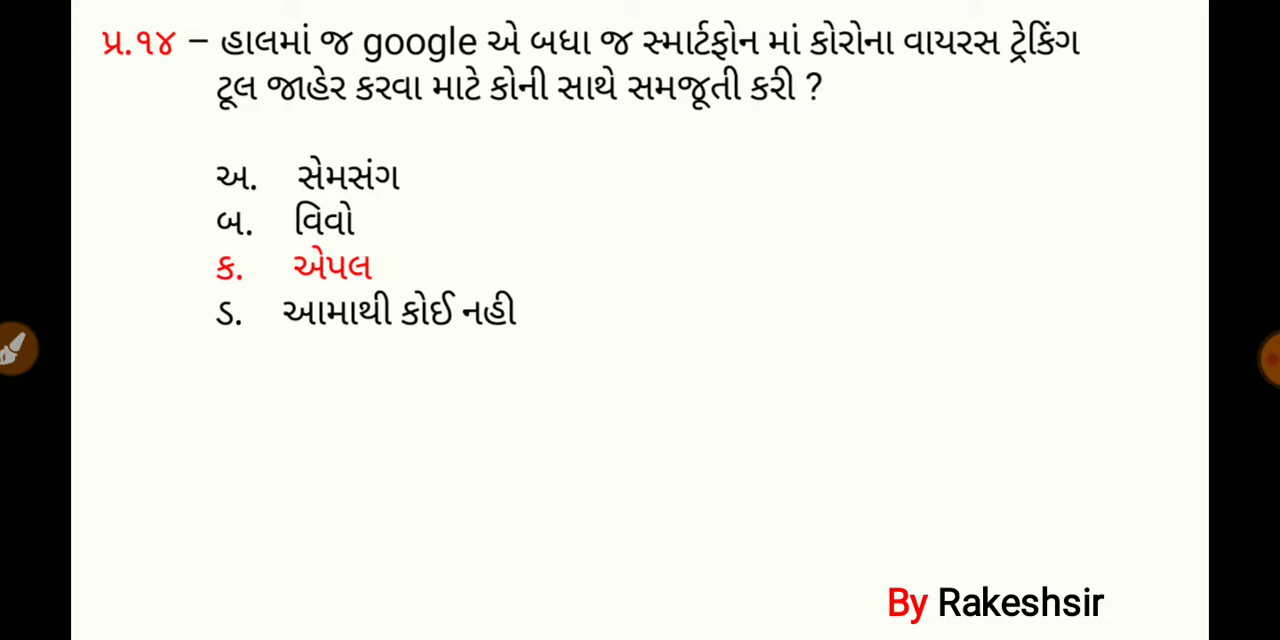 પ્ર.૧૪ – હાલમાં જ google એ બધા જ સ્માર્ટફોન માં કોરોના વાયરસ ટ્રેકિંગ
ટૂલ જાહેર કરવા માટે કોની સાથે સમજૂતી કરી ?
અ. સેમસંગ
બ. વિવો
ક. એપલ
ડ. આમાથી કોઈ નહી
By Rakeshsir